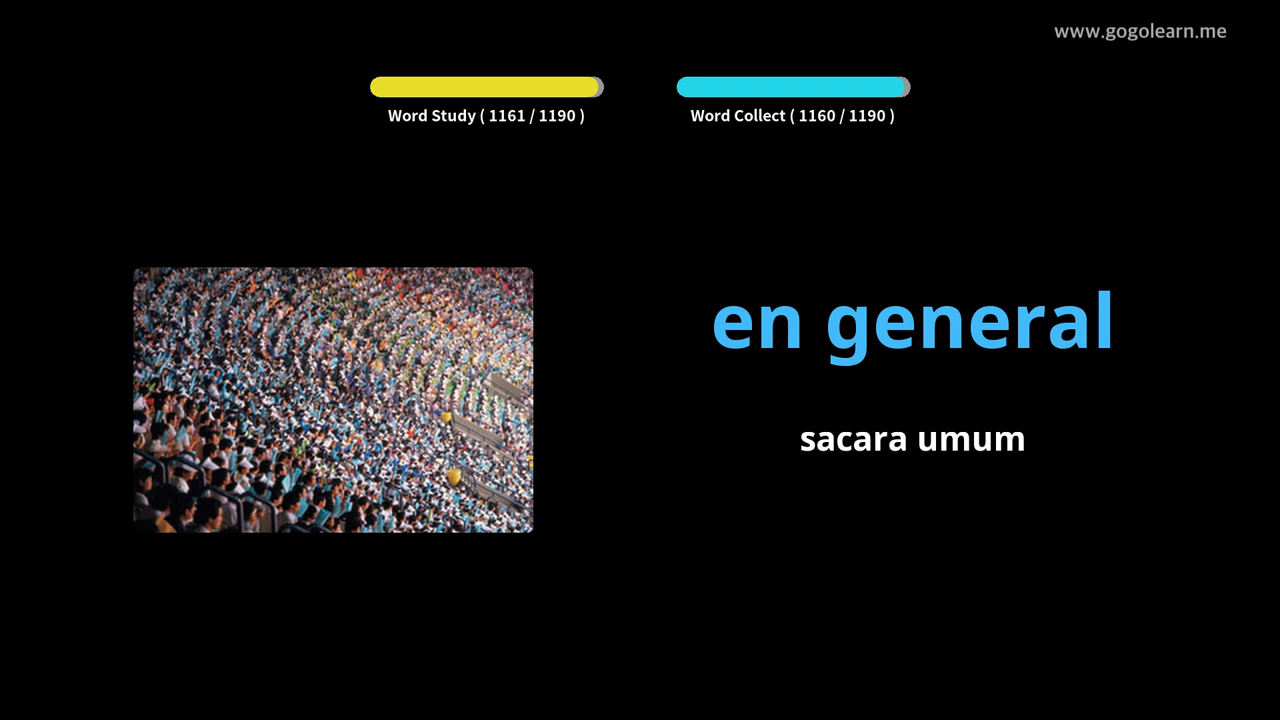 www.gogolearn.me
Word Study ( 1161 / 1190 )
Word Collect ( 1160 / 1190 )
en general
sacara umum